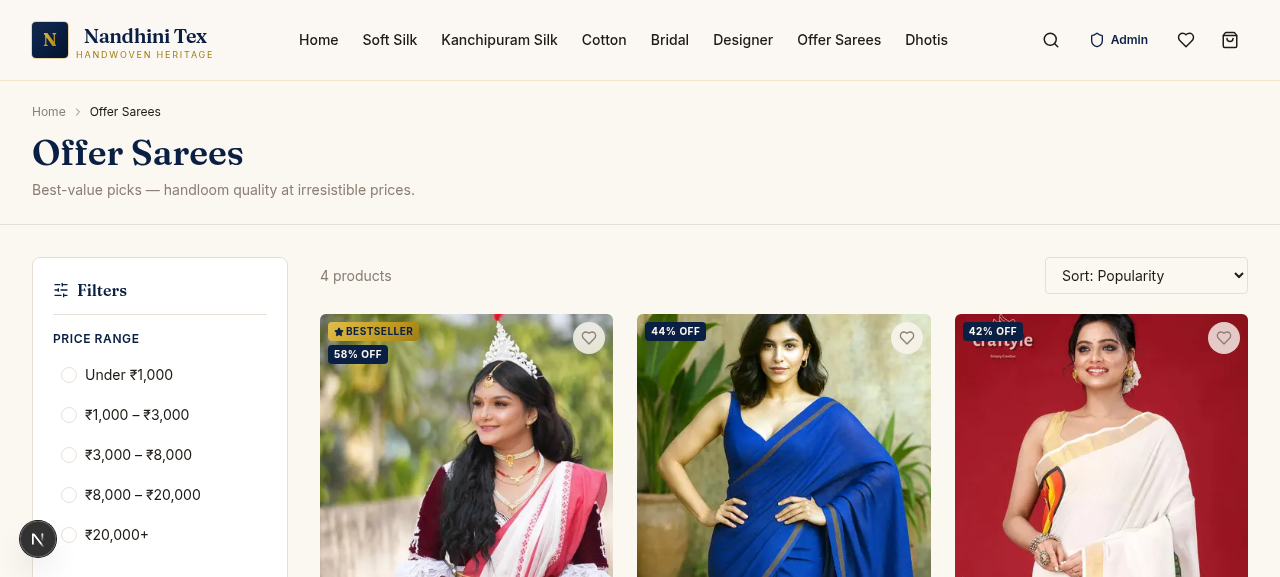 N
Nandhini Tex
HANDWOVEN HERITAGE
Home
Soft Silk
Kanchipuram Silk
Cotton
Bridal
Designer
Offer Sarees
Dhotis
Admin
Home > Offer Sarees
Offer Sarees
Best-value picks — handloom quality at irresistible prices.
Filters
PRICE RANGE
Under ₹1,000
₹1,000 – ₹3,000
₹3,000 – ₹8,000
₹8,000 – ₹20,000
₹20,000+
N
4 products
Sort: Popularity
★ BESTSELLER
58% OFF
44% OFF
42% OFF